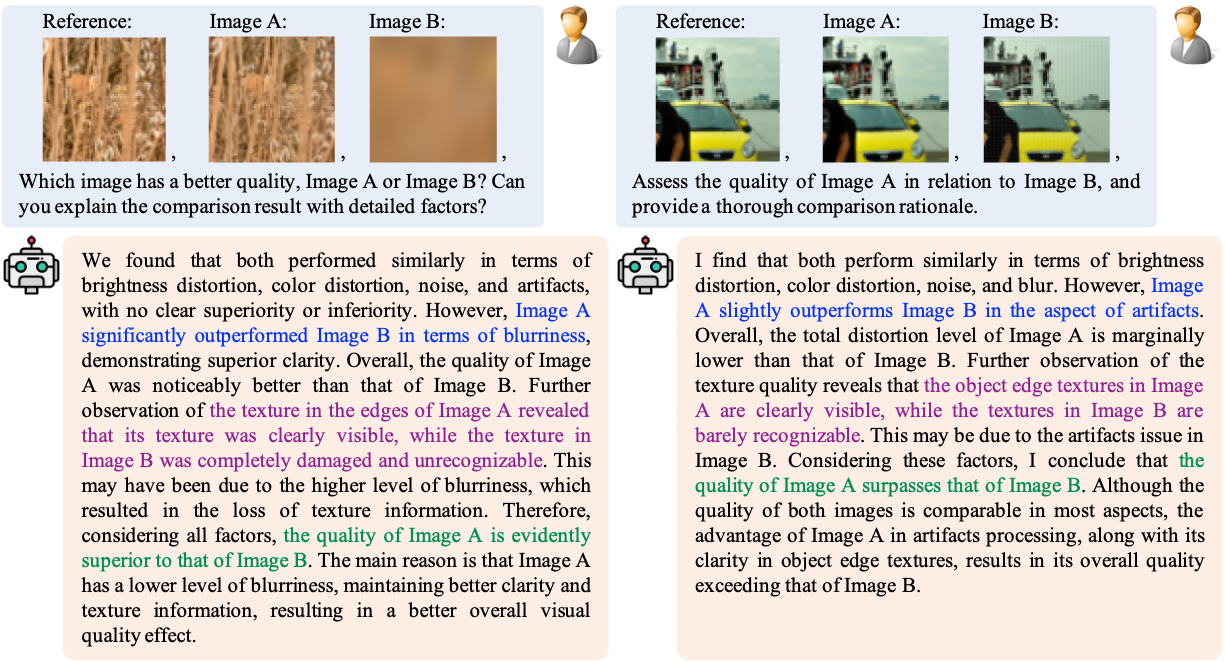 Reference:
Image A:
Image B:
, , ,
Which image has a better quality, Image A or Image B? Can
you explain the comparison result with detailed factors?
We found that both performed similarly in terms of
brightness distortion, color distortion, noise, and artifacts,
with no clear superiority or inferiority. However, Image A
significantly outperformed Image B in terms of blurriness,
demonstrating superior clarity. Overall, the quality of Image
A was noticeably better than that of Image B. Further
observation of the texture in the edges of Image A revealed
that its texture was clearly visible, while the texture in
Image B was completely damaged and unrecognizable. This
may have been due to the higher level of blurriness, which
resulted in the loss of texture information. Therefore,
considering all factors, the quality of Image A is evidently
superior to that of Image B. The main reason is that Image A
has a lower level of blurriness, maintaining better clarity and
texture information, resulting in a better overall visual
quality effect.
Reference:
Image A:
Image B:
, , ,
Assess the quality of Image A in relation to Image B, and
provide a thorough comparison rationale.
I find that both perform similarly in terms of brightness
distortion, color distortion, noise, and blur. However, Image
A slightly outperforms Image B in the aspect of artifacts.
Overall, the total distortion level of Image A is marginally
lower than that of Image B. Further observation of the
texture quality reveals that the object edge textures in Image
A are clearly visible, while the textures in Image B are
barely recognizable. This may be due to the artifacts issue in
Image B. Considering these factors, I conclude that the
quality of Image A surpasses that of Image B. Although the
quality of both images is comparable in most aspects, the
advantage of Image A in artifacts processing, along with its
clarity in object edge textures, results in its overall quality
exceeding that of Image B.